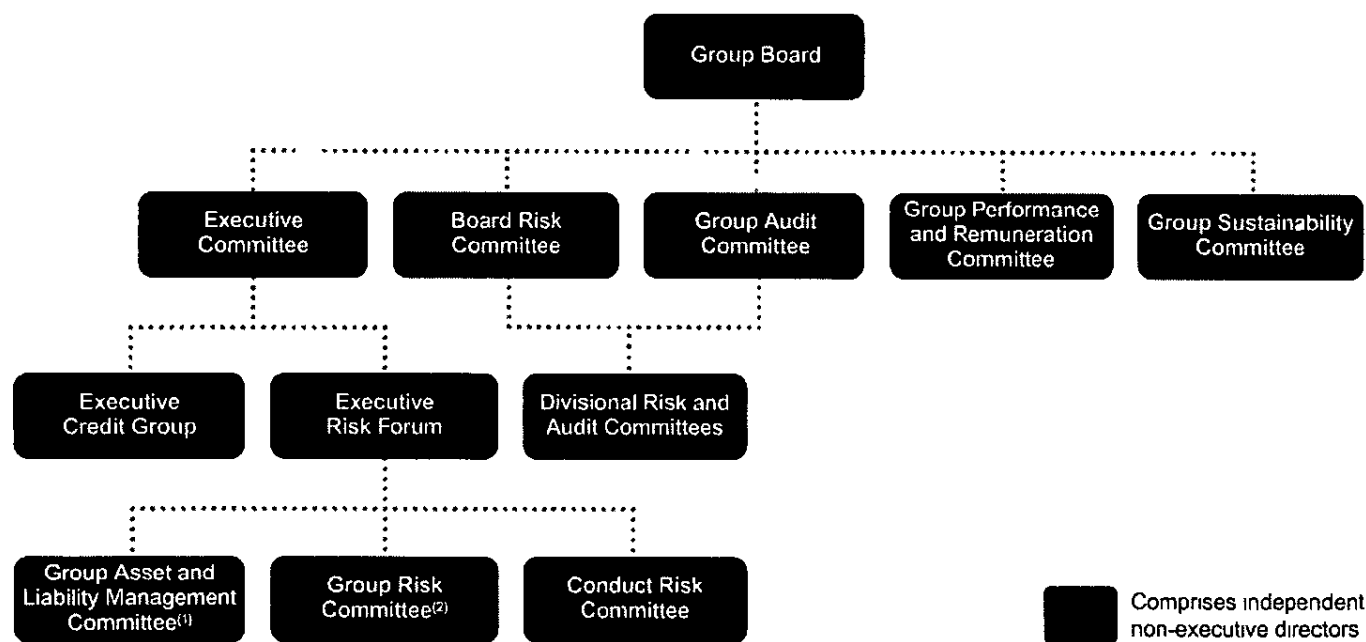 Group Board
Executive
Committee
Board Risk
Committee
Group Audit
Committee
Group Performance
and Remuneration
Committee
Group Sustainability
Committee
Executive
Credit Group
Executive
Risk Forum
Divisional Risk and
Audit Committees
Group Asset and
Liability Management
Committee(1)
Group Risk
Committee(2)
Conduct Risk
Committee
Comprises independent
non-executive directors